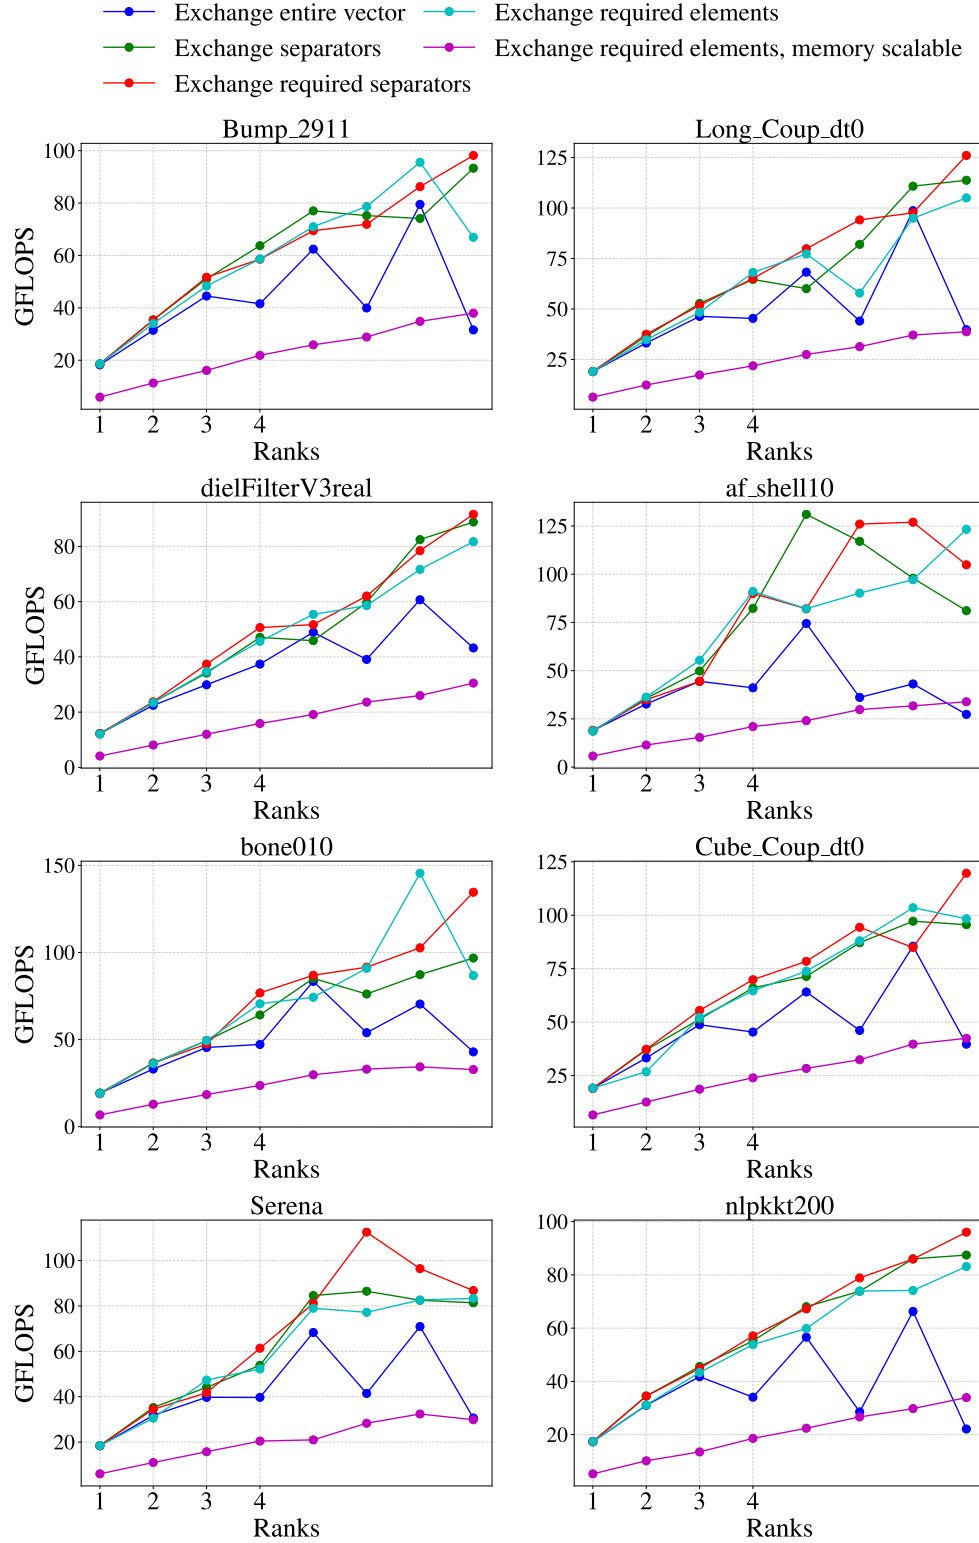 Exchange entire vector
Exchange separators
Exchange required separators
Exchange required elements
Exchange required elements, memory scalable
Bump_2911
100
80
60
40
20
GFLOPS
1 2 3 4
Ranks
Long_Coup_dt0
125
100
75
50
25
1 2 3 4
Ranks
dielFilterV3real
80
60
40
20
0
GFLOPS
1 2 3 4
Ranks
af_shell10
125
100
75
50
25
0
1 2 3 4
Ranks
bone010
150
100
50
0
GFLOPS
1 2 3 4
Ranks
Cube_Coup_dt0
125
100
75
50
25
1 2 3 4
Ranks
Serena
100
80
60
40
20
GFLOPS
1 2 3 4
Ranks
nlpkkt200
100
80
60
40
20
1 2 3 4
Ranks